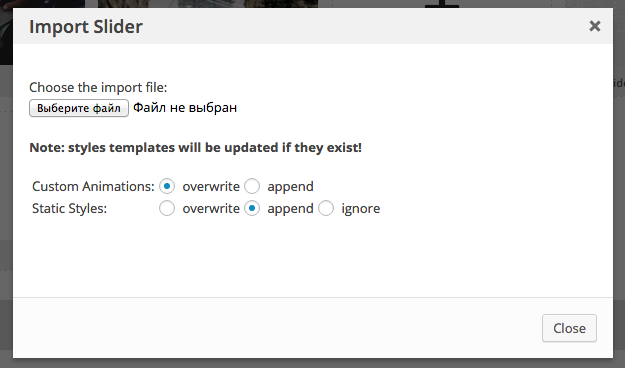 Import Slider
Choose the import file:
Выберите файл Файл не выбран
Note: styles templates will be updated if they exist!
Custom Animations: overwrite append
Static Styles: overwrite append ignore
Close